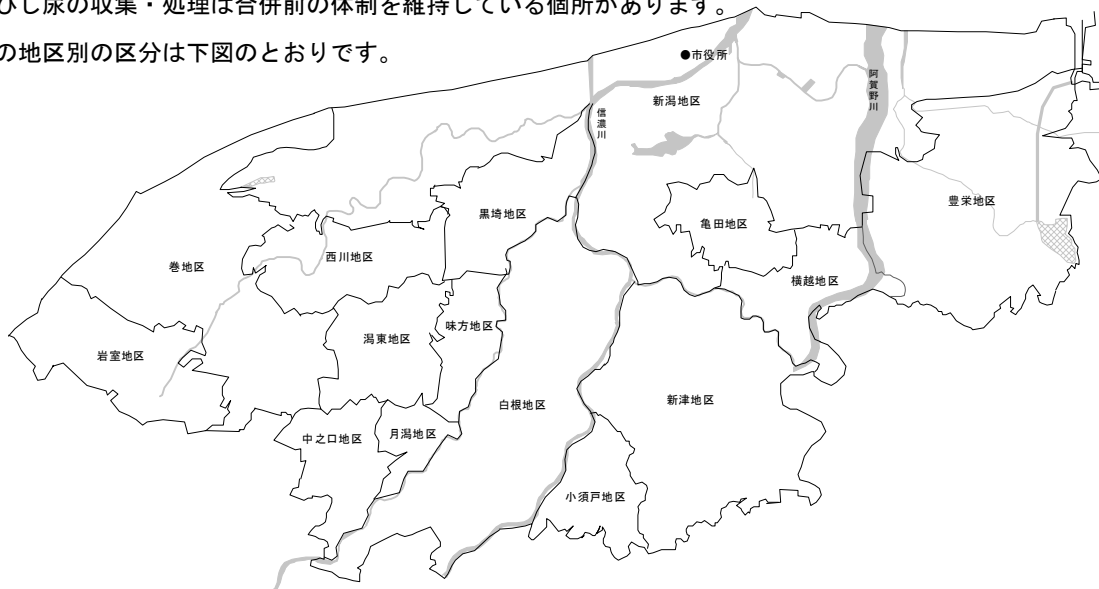 びし尿の収集・処理は合併前の体制を維持している個所があります。
の地区別の区分は下図のとおりです。
●市役所
阿賀野川
新潟地区
信濃川
豊栄地区
黒埼地区
亀田地区
西川地区
巻地区
横越地区
味方地区
潟東地区
岩室地区
新津地区
白根地区
月潟地区
中之口地区
小須戸地区